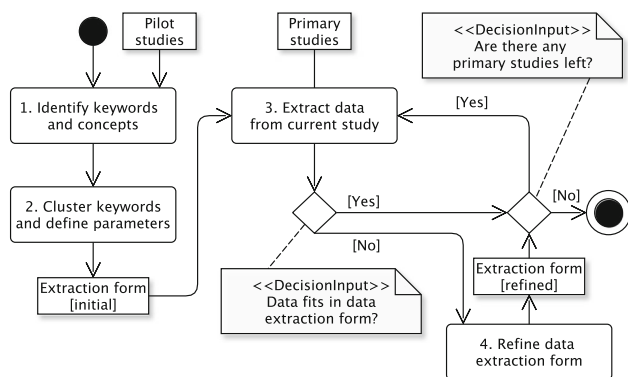 Pilot
studies
Primary
studies
<<DecisionInput>>
Are there any
primary studies left?
1. Identify keywords
and concepts
3. Extract data
from current study
[Yes]
2. Cluster keywords
and define parameters
[Yes]
[No]
[No]
Extraction form
[initial]
<<DecisionInput>>
Data fits in data
extraction form?
Extraction form
[refined]
4. Refine data
extraction form